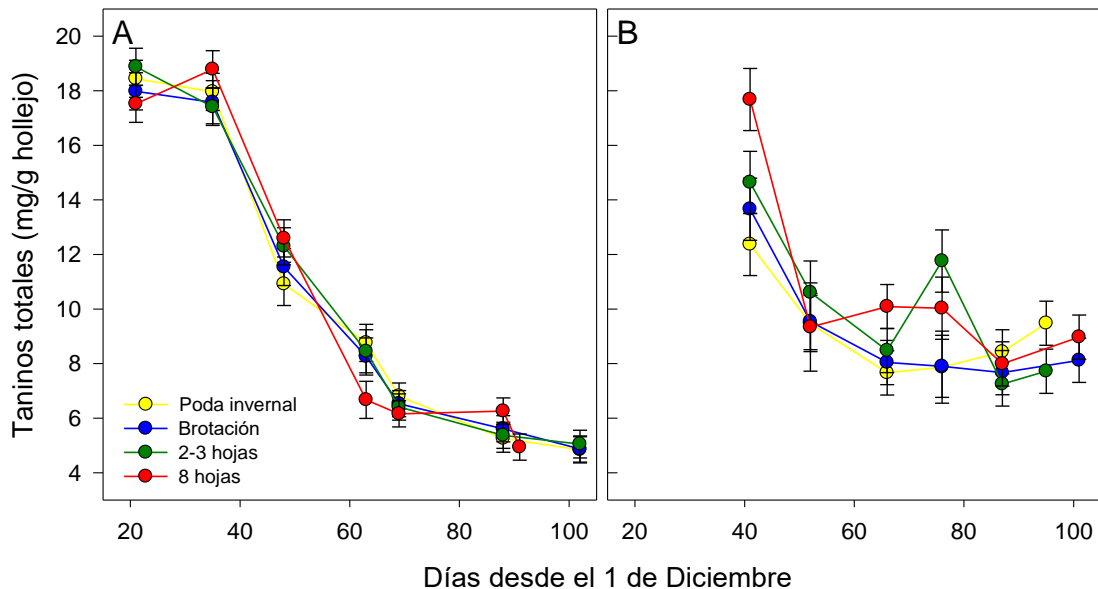 A
B
Taninos totales (mg/g hollejo)
20
18
16
14
12
10
8
6
4
Poda invernal
Brotación
2-3 hojas
8 hojas
20 40 60 80 100
20 40 60 80 100
Días desde el 1 de Diciembre